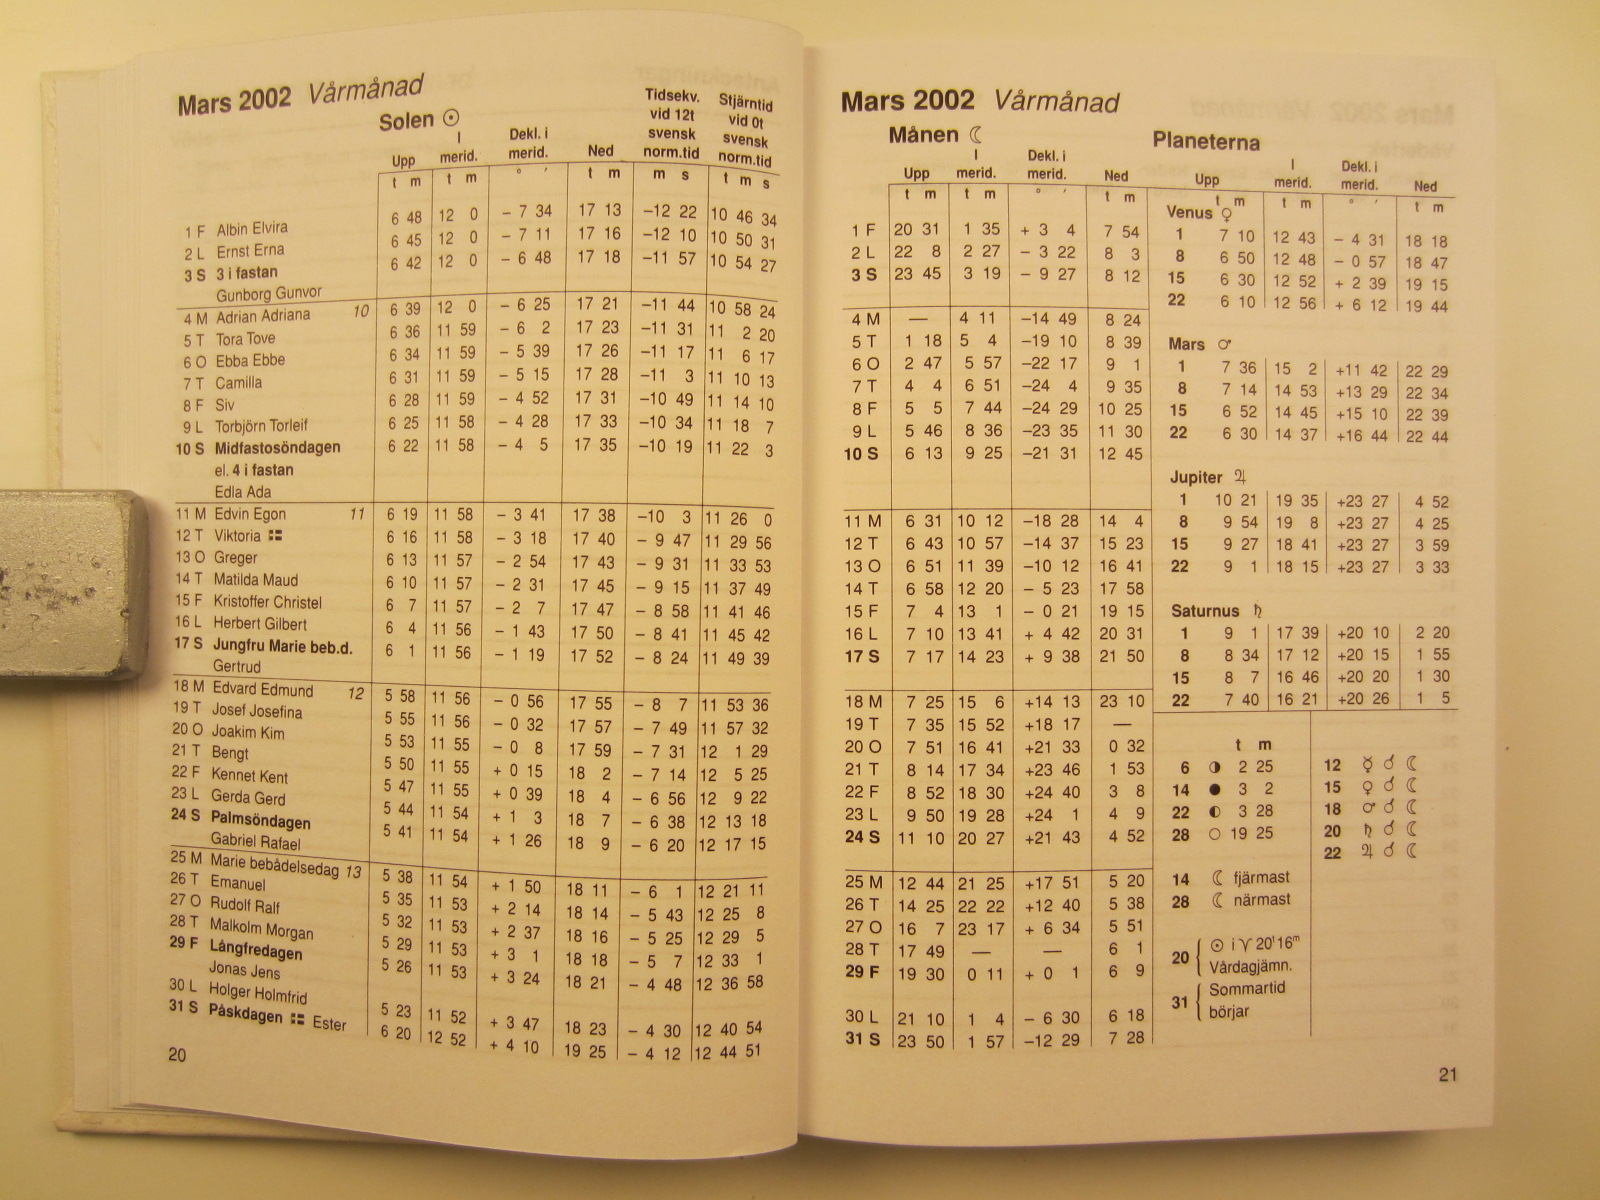 Mars 2002 Vårmånad
Solen ☉
Upp I merid. Dekl. i merid. Ned Tidsekv. vid 12t svensk norm.tid Stjärntid vid 0t svensk norm.tid
t m t m ° ′ t m m s t m s
1 F Albin Elvira 6 48 12 0 – 7 34 17 13 –12 22 10 46 34
2 L Ernst Erna 6 45 12 0 – 7 11 17 16 –12 10 10 50 31
3 S 3 i fastan 6 42 12 0 – 6 48 17 18 –11 57 10 54 27
Gunborg Gunvor
4 M Adrian Adriana 10 6 39 12 0 – 6 25 17 21 –11 44 10 58 24
5 T Tora Tove 6 36 11 59 – 6 2 17 23 –11 31 11 2 20
6 O Ebba Ebbe 6 34 11 59 – 5 39 17 26 –11 17 11 6 17
7 T Camilla 6 31 11 59 – 5 15 17 28 –11 3 11 10 13
8 F Siv 6 28 11 59 – 4 52 17 31 –10 49 11 14 10
9 L Torbjörn Torleif 6 25 11 58 – 4 28 17 33 –10 34 11 18 7
10 S Midfastosöndagen 6 22 11 58 – 4 5 17 35 –10 19 11 22 3
el. 4 i fastan
Edla Ada
11 M Edvin Egon 11 6 19 11 58 – 3 41 17 38 –10 3 11 26 0
12 T Viktoria 6 16 11 58 – 3 18 17 40 – 9 47 11 29 56
13 O Greger 6 13 11 57 – 2 54 17 43 – 9 31 11 33 53
14 T Matilda Maud 6 10 11 57 – 2 31 17 45 – 9 15 11 37 49
15 F Kristoffer Christel 6 7 11 57 – 2 7 17 47 – 8 58 11 41 46
16 L Herbert Gilbert 6 4 11 56 – 1 43 17 50 – 8 41 11 45 42
17 S Jungfru Marie beb.d. 6 1 11 56 – 1 19 17 52 – 8 24 11 49 39
Gertrud
18 M Edvard Edmund 12 5 58 11 56 – 0 56 17 55 – 8 7 11 53 36
19 T Josef Josefina 5 55 11 56 – 0 32 17 57 – 7 49 11 57 32
20 O Joakim Kim 5 53 11 55 – 0 8 17 59 – 7 31 12 1 29
21 T Bengt 5 50 11 55 + 0 15 18 2 – 7 14 12 5 25
22 F Kennet Kent 5 47 11 55 + 0 39 18 4 – 6 56 12 9 22
23 L Gerda Gerd 5 44 11 54 + 1 3 18 7 – 6 38 12 13 18
24 S Palmsöndagen 5 41 11 54 + 1 26 18 9 – 6 20 12 17 15
Gabriel Rafael
25 M Marie bebådelsedag 13 5 38 11 54 + 1 50 18 11 – 6 1 12 21 11
26 T Emanuel 5 35 11 53 + 2 14 18 14 – 5 43 12 25 8
27 O Rudolf Ralf 5 32 11 53 + 2 37 18 16 – 5 25 12 29 5
28 T Malkolm Morgan 5 29 11 53 + 3 1 18 18 – 5 7 12 33 1
29 F Långfredagen 5 26 11 53 + 3 24 18 21 – 4 48 12 36 58
Jonas Jens
30 L Holger Holmfrid 5 23 11 52 + 3 47 18 23 – 4 30 12 40 54
31 S Påskdagen Ester 6 20 12 52 + 4 10 19 25 – 4 12 12 44 51
20
Mars 2002 Vårmånad
Månen ☾
Upp I merid. Dekl. i merid. Ned
t m t m ° ′ t m
1 F 20 31 1 35 + 3 4 7 54
2 L 22 8 2 27 – 3 22 8 3
3 S 23 45 3 19 – 9 27 8 12
4 M — 4 11 –14 49 8 24
5 T 1 18 5 4 –19 10 8 39
6 O 2 47 5 57 –22 17 9 1
7 T 4 4 6 51 –24 4 9 35
8 F 5 5 7 44 –24 29 10 25
9 L 5 46 8 36 –23 35 11 30
10 S 6 13 9 25 –21 31 12 45
11 M 6 31 10 12 –18 28 14 4
12 T 6 43 10 57 –14 37 15 23
13 O 6 51 11 39 –10 12 16 41
14 T 6 58 12 20 – 5 23 17 58
15 F 7 4 13 1 – 0 21 19 15
16 L 7 10 13 41 + 4 42 20 31
17 S 7 17 14 23 + 9 38 21 50
18 M 7 25 15 6 +14 13 23 10
19 T 7 35 15 52 +18 17 —
20 O 7 51 16 41 +21 33 0 32
21 T 8 14 17 34 +23 46 1 53
22 F 8 52 18 30 +24 40 3 8
23 L 9 50 19 28 +24 1 4 9
24 S 11 10 20 27 +21 43 4 52
25 M 12 44 21 25 +17 51 5 20
26 T 14 25 22 22 +12 40 5 38
27 O 16 7 23 17 + 6 34 5 51
28 T 17 49 — — 6 1
29 F 19 30 0 11 + 0 1 6 9
30 L 21 10 1 4 – 6 30 6 18
31 S 23 50 1 57 –12 29 7 28
Planeterna
Upp I merid. Dekl. i merid. Ned
t m t m ° ′ t m
Venus ♀
1 7 10 12 43 – 4 31 18 18
8 6 50 12 48 – 0 57 18 47
15 6 30 12 52 + 2 39 19 15
22 6 10 12 56 + 6 12 19 44
Mars ♂
1 7 36 15 2 +11 42 22 29
8 7 14 14 53 +13 29 22 34
15 6 52 14 45 +15 10 22 39
22 6 30 14 37 +16 44 22 44
Jupiter ♃
1 10 21 19 35 +23 27 4 52
8 9 54 19 8 +23 27 4 25
15 9 27 18 41 +23 27 3 59
22 9 1 18 15 +23 27 3 33
Saturnus ♄
1 9 1 17 39 +20 10 2 20
8 8 34 17 12 +20 15 1 55
15 8 7 16 46 +20 20 1 30
22 7 40 16 21 +20 26 1 5
t m
6 ◑ 2 25
14 ● 3 2
22 ◐ 3 28
28 ○ 19 25
14 ☾ fjärmast
28 ☾ närmast
20 { ☉ i ♈ 20t16m
Vårdagjämn.
31 { Sommartid
börjar
12 ☿ ☌ ☾
15 ♀ ☌ ☾
18 ♂ ☌ ☾
20 ♄ ☌ ☾
22 ♃ ☌ ☾
21